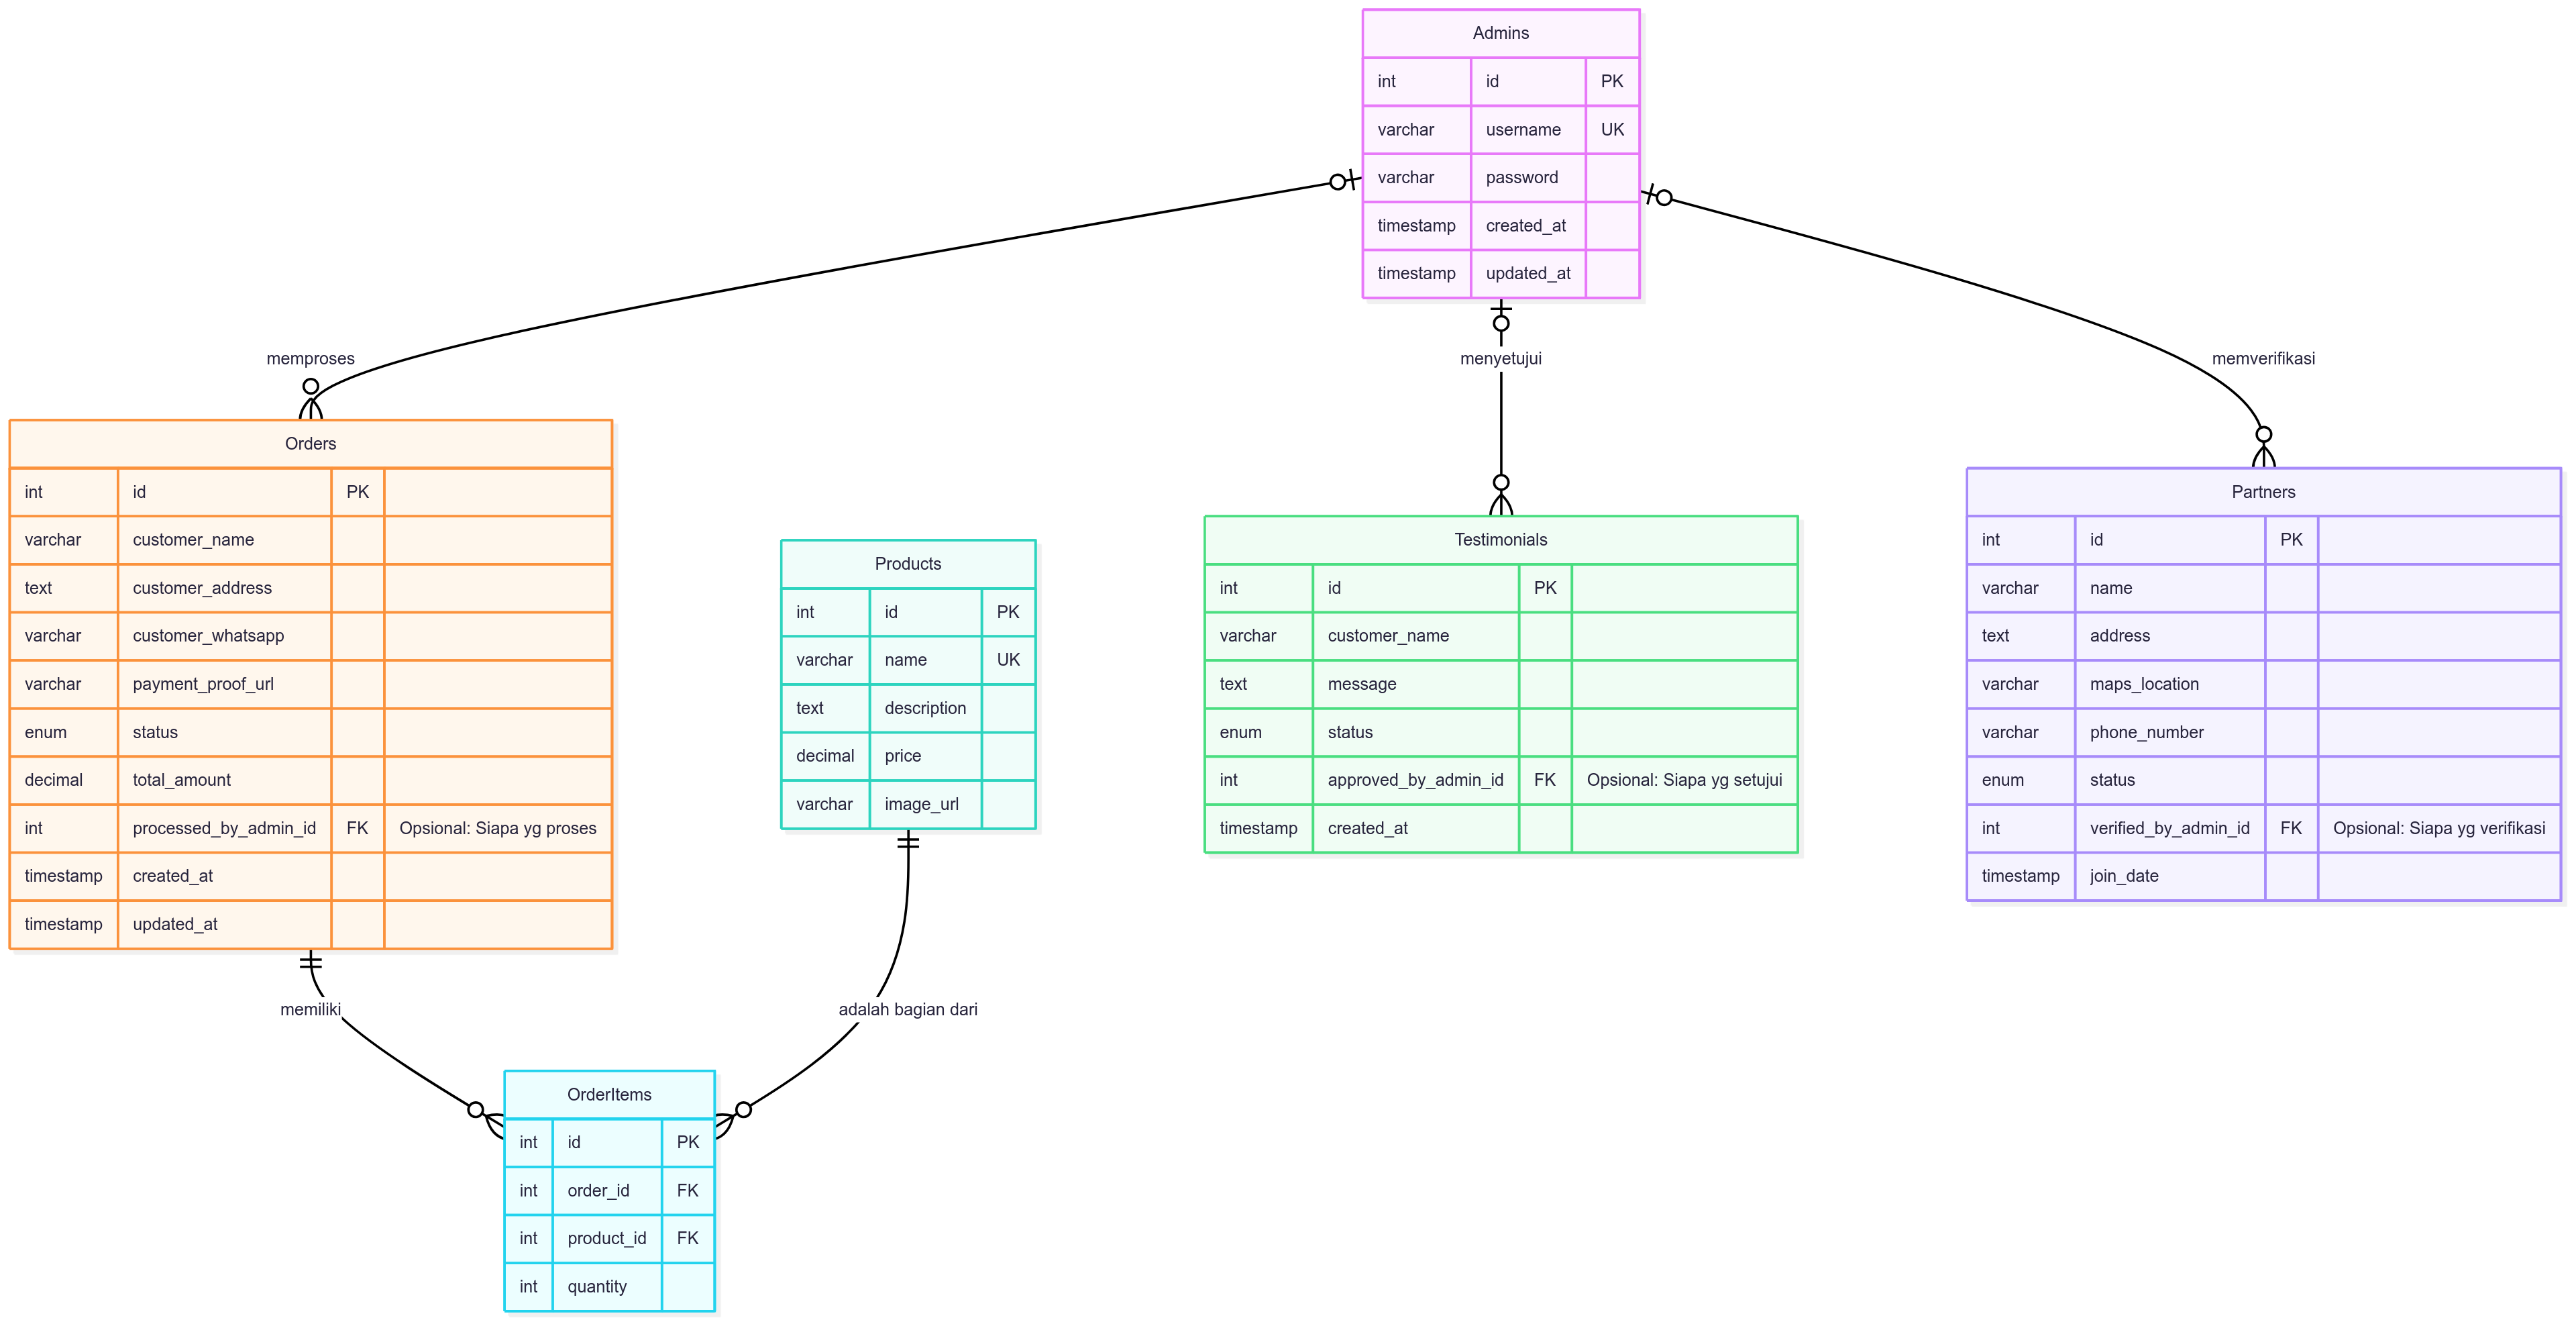 Admins
int id PK
varchar username UK
varchar password
timestamp created_at
timestamp updated_at
memproses
menyetujui
memverifikasi
Orders
int id PK
varchar customer_name
text customer_address
varchar customer_whatsapp
varchar payment_proof_url
enum status
decimal total_amount
int processed_by_admin_id FK Opsional: Siapa yg proses
timestamp created_at
timestamp updated_at
Products
int id PK
varchar name UK
text description
decimal price
varchar image_url
Testimonials
int id PK
varchar customer_name
text message
enum status
int approved_by_admin_id FK Opsional: Siapa yg setujui
timestamp created_at
Partners
int id PK
varchar name
text address
varchar maps_location
varchar phone_number
enum status
int verified_by_admin_id FK Opsional: Siapa yg verifikasi
timestamp join_date
memiliki
adalah bagian dari
OrderItems
int id PK
int order_id FK
int product_id FK
int quantity